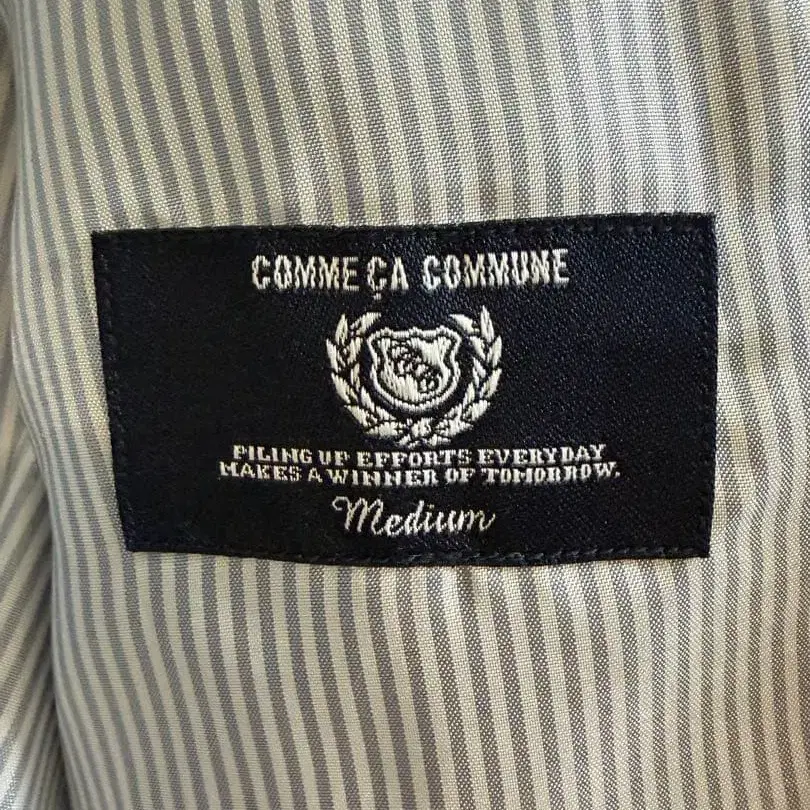 COMME ÇA COMMUNE
PILING UP EFFORTS EVERYDAY
MAKES A WINNER OF TOMORROW.
Medium